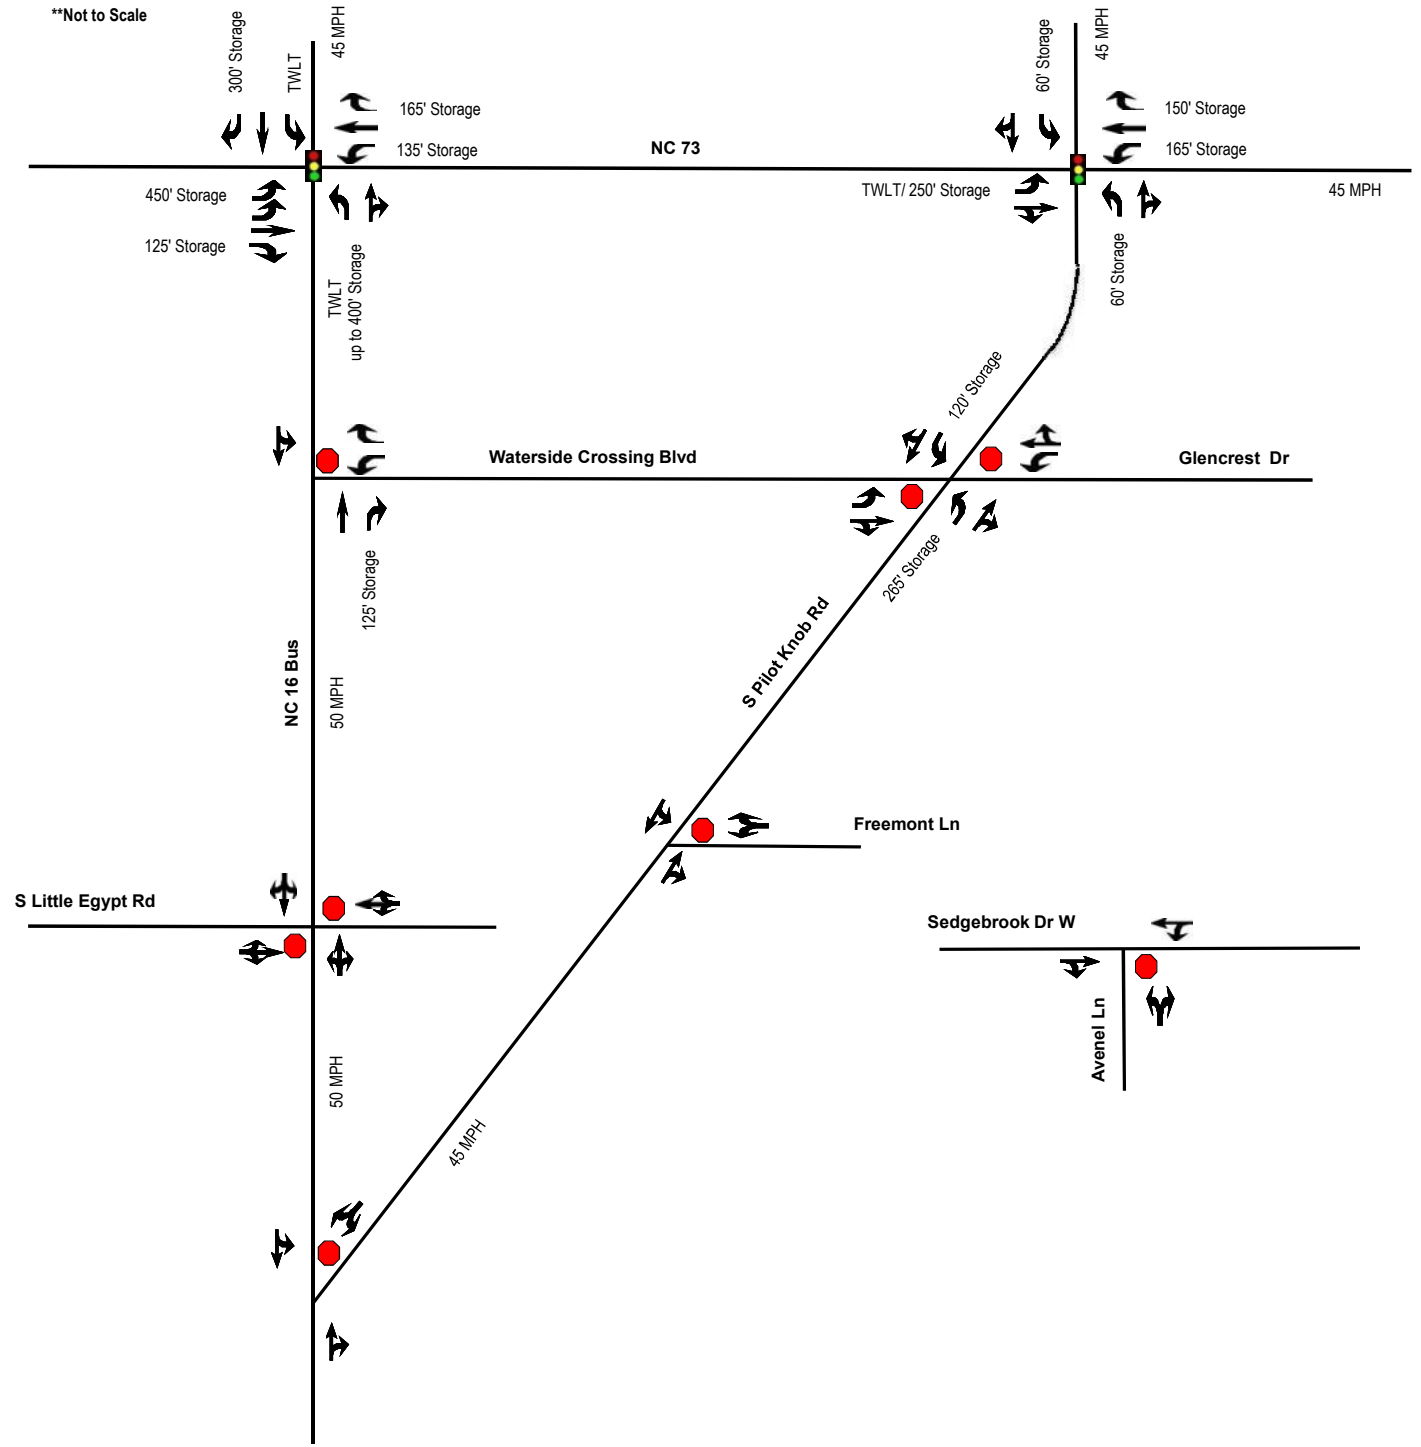 **Not to Scale
300' Storage
TWLT
45 MPH
60' Storage
45 MPH
165' Storage
135' Storage
NC 73
150' Storage
165' Storage
450' Storage
125' Storage
TWLT/ 250' Storage
45 MPH
TWLT
up to 400' Storage
60' Storage
120' Storage
Waterside Crossing Blvd
Glencrest Dr
125' Storage
265' Storage
NC 16 Bus
50 MPH
S Pilot Knob Rd
Freemont Ln
S Little Egypt Rd
Sedgebrook Dr W
Avenel Ln
50 MPH
45 MPH